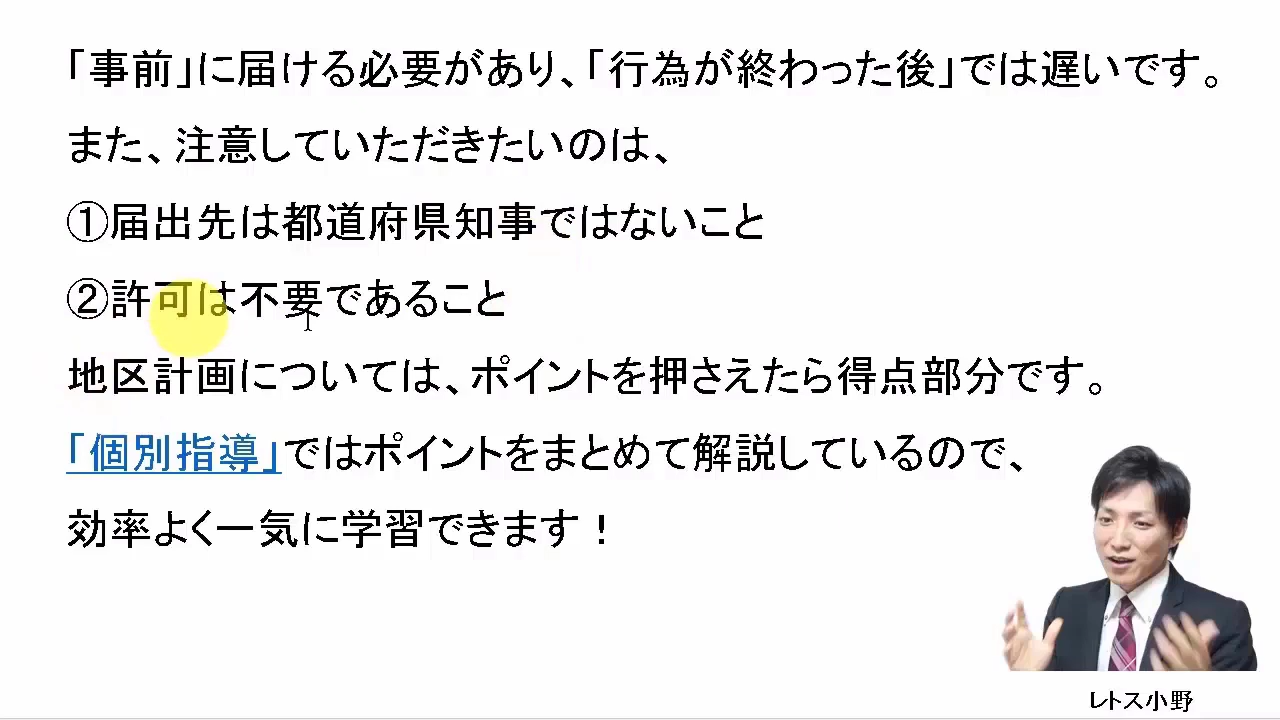 「事前」に届ける必要があり、「行為が終わった後」では遅いです。
また、注意していただきたいのは、
①届出先は都道府県知事ではないこと
②許可は不要であること
地区計画については、ポイントを押さえたら得点部分です。
「個別指導」ではポイントをまとめて解説しているので、
効率よく一気に学習できます！
レトス小野